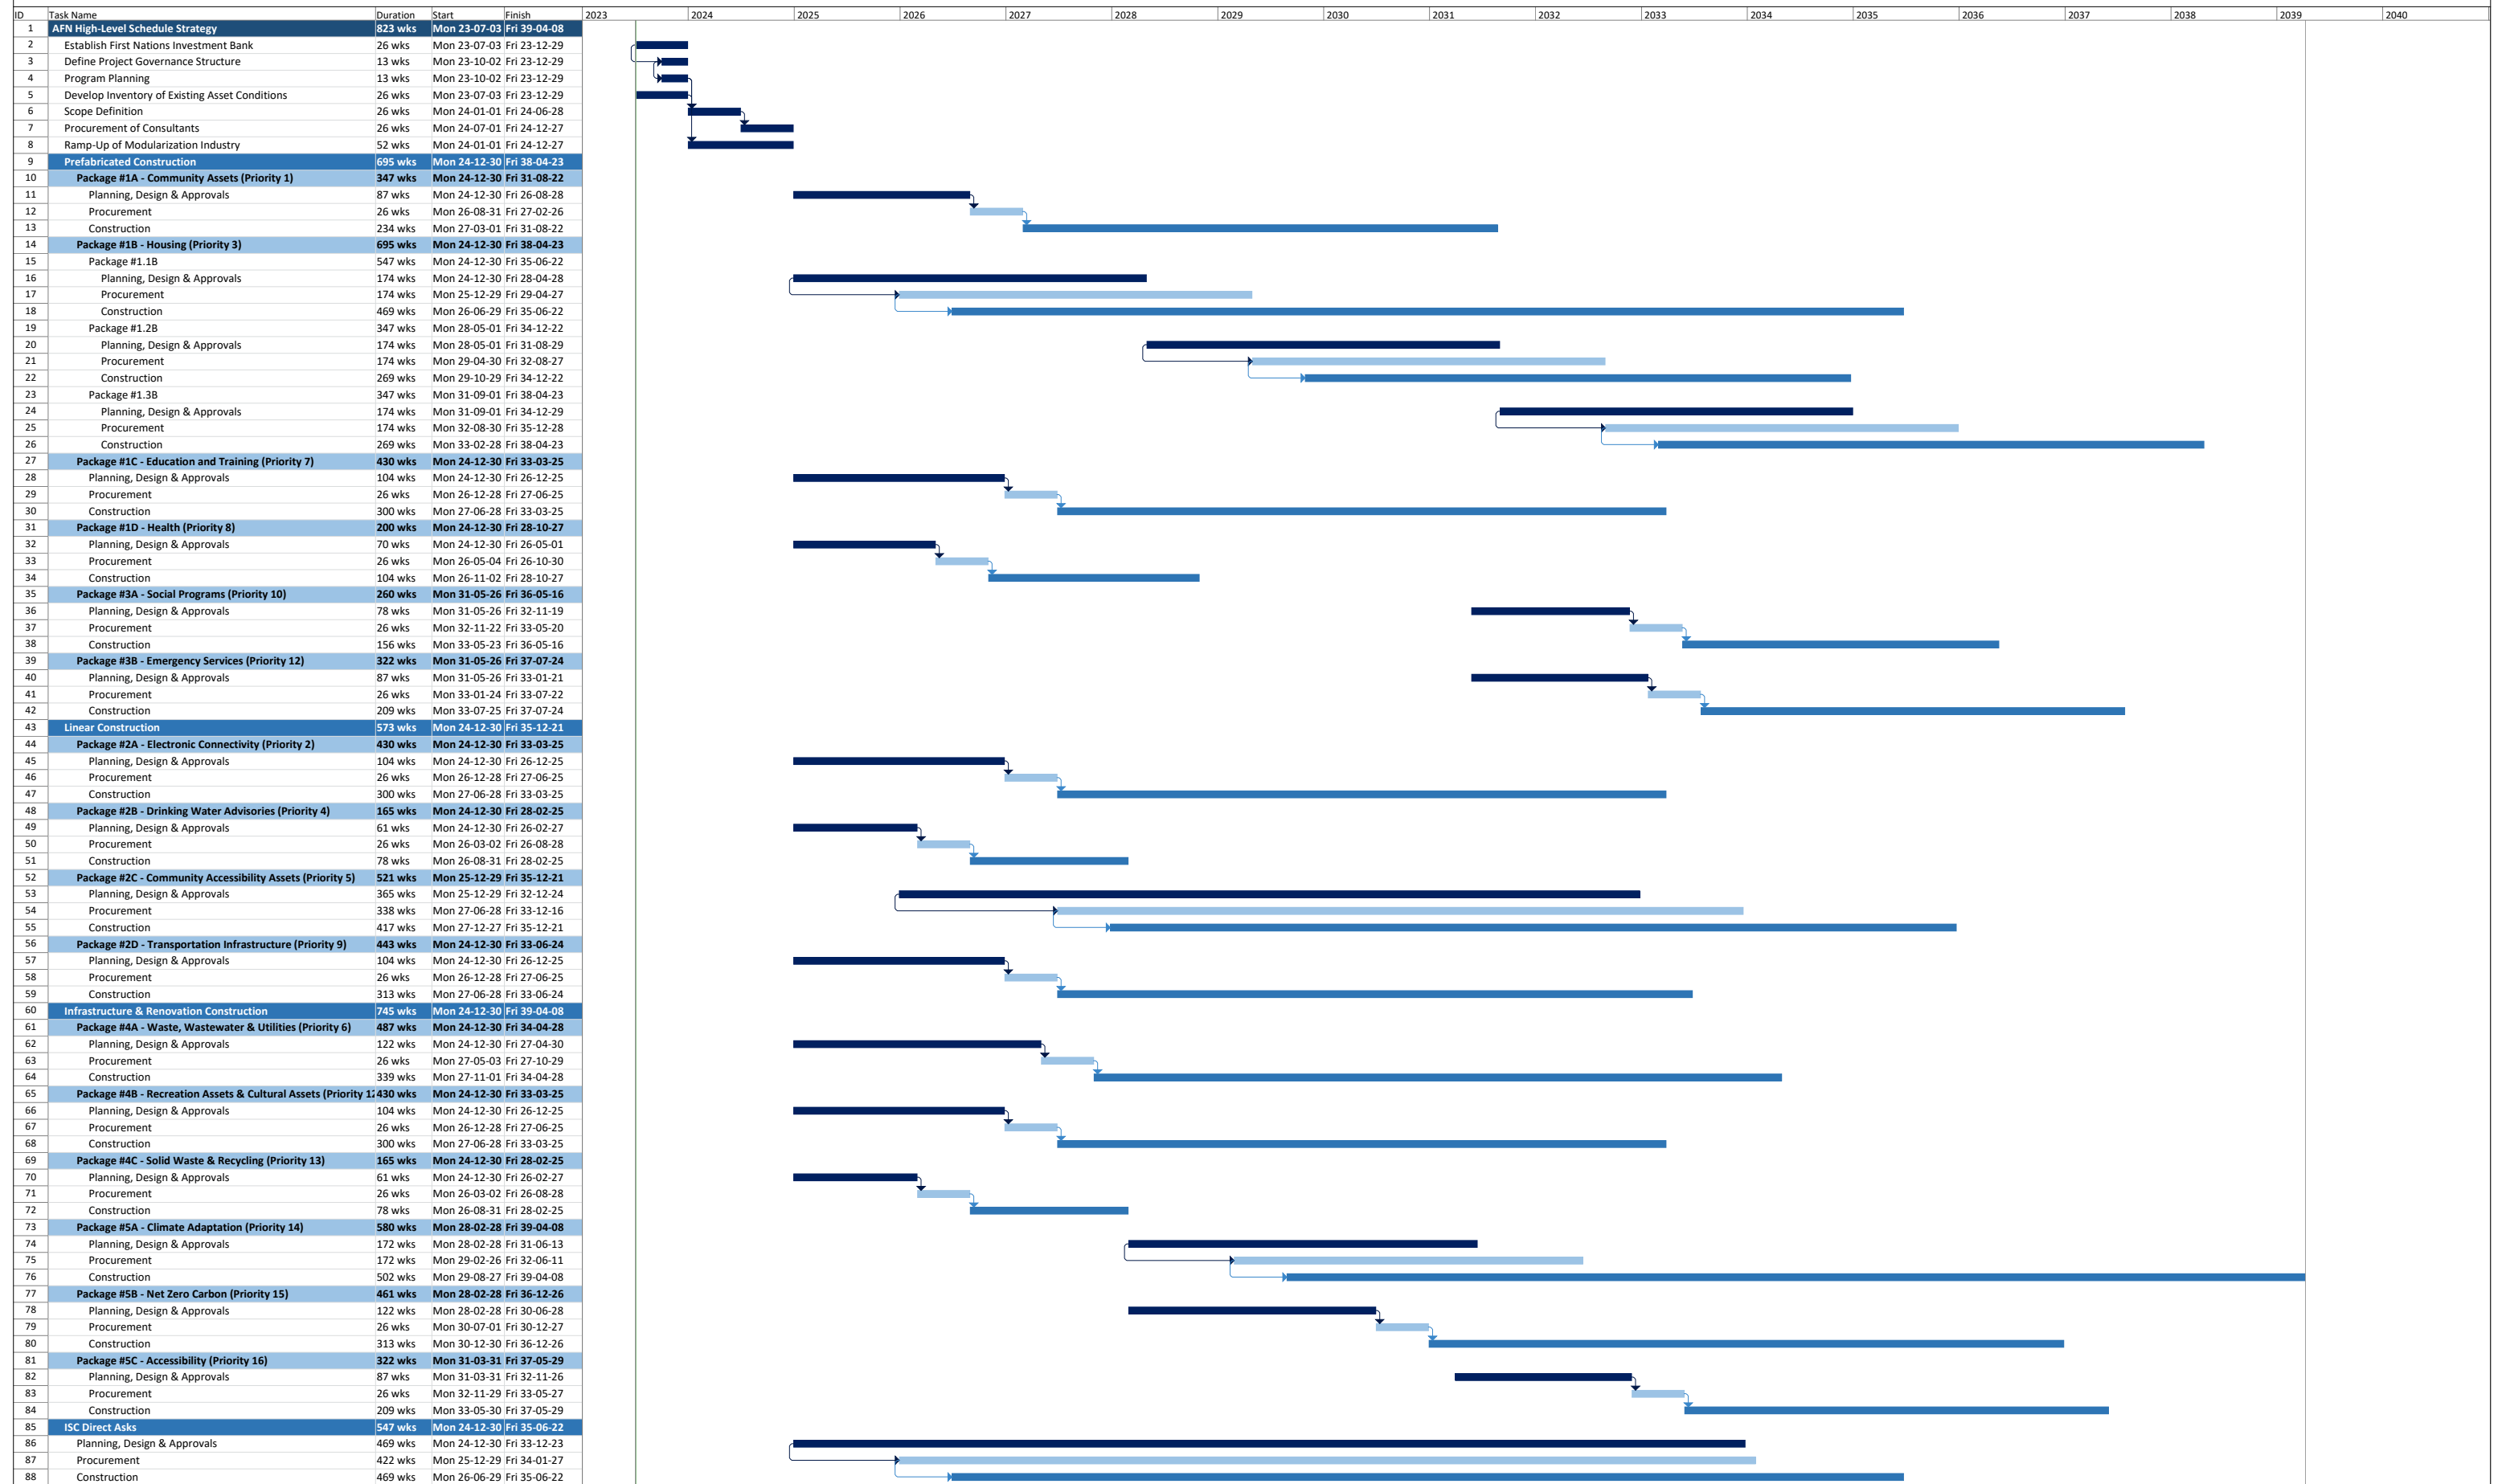 ID Task Name Duration Start Finish 2023 2024 2025 2026 2027 2028 2029 2030 2031 2032 2033 2034 2035 2036 2037 2038 2039 2040
1 AFN High-Level Schedule Strategy 823 wks Mon 23-07-03 Fri 39-04-08
2 Establish First Nations Investment Bank 26 wks Mon 23-07-03 Fri 23-12-29
3 Define Project Governance Structure 13 wks Mon 23-10-02 Fri 23-12-29
4 Program Planning 13 wks Mon 23-10-02 Fri 23-12-29
5 Develop Inventory of Existing Asset Conditions 26 wks Mon 23-07-03 Fri 23-12-29
6 Scope Definition 26 wks Mon 24-01-01 Fri 24-06-28
7 Procurement of Consultants 26 wks Mon 24-07-01 Fri 24-12-27
8 Ramp-Up of Modularization Industry 52 wks Mon 24-01-01 Fri 24-12-27
9 Prefabricated Construction 695 wks Mon 24-12-30 Fri 38-04-23
10 Package #1A - Community Assets (Priority 1) 347 wks Mon 24-12-30 Fri 31-08-22
11 Planning, Design & Approvals 87 wks Mon 24-12-30 Fri 26-08-28
12 Procurement 26 wks Mon 26-08-31 Fri 27-02-26
13 Construction 234 wks Mon 27-03-01 Fri 31-08-22
14 Package #1B - Housing (Priority 3) 695 wks Mon 24-12-30 Fri 38-04-23
15 Package #1.1B 547 wks Mon 24-12-30 Fri 35-06-22
16 Planning, Design & Approvals 174 wks Mon 24-12-30 Fri 28-04-28
17 Procurement 174 wks Mon 25-12-29 Fri 29-04-27
18 Construction 469 wks Mon 26-06-29 Fri 35-06-22
19 Package #1.2B 347 wks Mon 28-05-01 Fri 34-12-22
20 Planning, Design & Approvals 174 wks Mon 28-05-01 Fri 31-08-29
21 Procurement 174 wks Mon 29-04-30 Fri 32-08-27
22 Construction 269 wks Mon 29-10-29 Fri 34-12-22
23 Package #1.3B 347 wks Mon 31-09-01 Fri 38-04-23
24 Planning, Design & Approvals 174 wks Mon 31-09-01 Fri 34-12-29
25 Procurement 174 wks Mon 32-08-30 Fri 35-12-28
26 Construction 269 wks Mon 33-02-28 Fri 38-04-23
27 Package #1C - Education and Training (Priority 7) 430 wks Mon 24-12-30 Fri 33-03-25
28 Planning, Design & Approvals 104 wks Mon 24-12-30 Fri 26-12-25
29 Procurement 26 wks Mon 26-12-28 Fri 27-06-25
30 Construction 300 wks Mon 27-06-28 Fri 33-03-25
31 Package #1D - Health (Priority 8) 200 wks Mon 24-12-30 Fri 28-10-27
32 Planning, Design & Approvals 70 wks Mon 24-12-30 Fri 26-05-01
33 Procurement 26 wks Mon 26-05-04 Fri 26-10-30
34 Construction 104 wks Mon 26-11-02 Fri 28-10-27
35 Package #3A - Social Programs (Priority 10) 260 wks Mon 31-05-26 Fri 36-05-16
36 Planning, Design & Approvals 78 wks Mon 31-05-26 Fri 32-11-19
37 Procurement 26 wks Mon 32-11-22 Fri 33-05-20
38 Construction 156 wks Mon 33-05-23 Fri 36-05-16
39 Package #3B - Emergency Services (Priority 12) 322 wks Mon 31-05-26 Fri 37-07-24
40 Planning, Design & Approvals 87 wks Mon 31-05-26 Fri 33-01-21
41 Procurement 26 wks Mon 33-01-24 Fri 33-07-22
42 Construction 209 wks Mon 33-07-25 Fri 37-07-24
43 Linear Construction 573 wks Mon 24-12-30 Fri 35-12-21
44 Package #2A - Electronic Connectivity (Priority 2) 430 wks Mon 24-12-30 Fri 33-03-25
45 Planning, Design & Approvals 104 wks Mon 24-12-30 Fri 26-12-25
46 Procurement 26 wks Mon 26-12-28 Fri 27-06-25
47 Construction 300 wks Mon 27-06-28 Fri 33-03-25
48 Package #2B - Drinking Water Advisories (Priority 4) 165 wks Mon 24-12-30 Fri 28-02-25
49 Planning, Design & Approvals 61 wks Mon 24-12-30 Fri 26-02-27
50 Procurement 26 wks Mon 26-03-02 Fri 26-08-28
51 Construction 78 wks Mon 26-08-31 Fri 28-02-25
52 Package #2C - Community Accessibility Assets (Priority 5) 521 wks Mon 25-12-29 Fri 35-12-21
53 Planning, Design & Approvals 365 wks Mon 25-12-29 Fri 32-12-24
54 Procurement 338 wks Mon 27-06-28 Fri 33-12-16
55 Construction 417 wks Mon 27-12-27 Fri 35-12-21
56 Package #2D - Transportation Infrastructure (Priority 9) 443 wks Mon 24-12-30 Fri 33-06-24
57 Planning, Design & Approvals 104 wks Mon 24-12-30 Fri 26-12-25
58 Procurement 26 wks Mon 26-12-28 Fri 27-06-25
59 Construction 313 wks Mon 27-06-28 Fri 33-06-24
60 Infrastructure & Renovation Construction 745 wks Mon 24-12-30 Fri 39-04-08
61 Package #4A - Waste, Wastewater & Utilities (Priority 6) 487 wks Mon 24-12-30 Fri 34-04-28
62 Planning, Design & Approvals 122 wks Mon 24-12-30 Fri 27-04-30
63 Procurement 26 wks Mon 27-05-03 Fri 27-10-29
64 Construction 339 wks Mon 27-11-01 Fri 34-04-28
65 Package #4B - Recreation Assets & Cultural Assets (Priority 12 430 wks Mon 24-12-30 Fri 33-03-25
66 Planning, Design & Approvals 104 wks Mon 24-12-30 Fri 26-12-25
67 Procurement 26 wks Mon 26-12-28 Fri 27-06-25
68 Construction 300 wks Mon 27-06-28 Fri 33-03-25
69 Package #4C - Solid Waste & Recycling (Priority 13) 165 wks Mon 24-12-30 Fri 28-02-25
70 Planning, Design & Approvals 61 wks Mon 24-12-30 Fri 26-02-27
71 Procurement 26 wks Mon 26-03-02 Fri 26-08-28
72 Construction 78 wks Mon 26-08-31 Fri 28-02-25
73 Package #5A - Climate Adaptation (Priority 14) 580 wks Mon 28-02-28 Fri 39-04-08
74 Planning, Design & Approvals 172 wks Mon 28-02-28 Fri 31-06-13
75 Procurement 172 wks Mon 29-02-26 Fri 32-06-11
76 Construction 502 wks Mon 29-08-27 Fri 39-04-08
77 Package #5B - Net Zero Carbon (Priority 15) 461 wks Mon 28-02-28 Fri 36-12-26
78 Planning, Design & Approvals 122 wks Mon 28-02-28 Fri 30-06-28
79 Procurement 26 wks Mon 30-07-01 Fri 30-12-27
80 Construction 313 wks Mon 30-12-30 Fri 36-12-26
81 Package #5C - Accessibility (Priority 16) 322 wks Mon 31-03-31 Fri 37-05-29
82 Planning, Design & Approvals 87 wks Mon 31-03-31 Fri 32-11-26
83 Procurement 26 wks Mon 32-11-29 Fri 33-05-27
84 Construction 209 wks Mon 33-05-30 Fri 37-05-29
85 ISC Direct Asks 547 wks Mon 24-12-30 Fri 35-06-22
86 Planning, Design & Approvals 469 wks Mon 24-12-30 Fri 33-12-23
87 Procurement 422 wks Mon 25-12-29 Fri 34-01-27
88 Construction 469 wks Mon 26-06-29 Fri 35-06-22